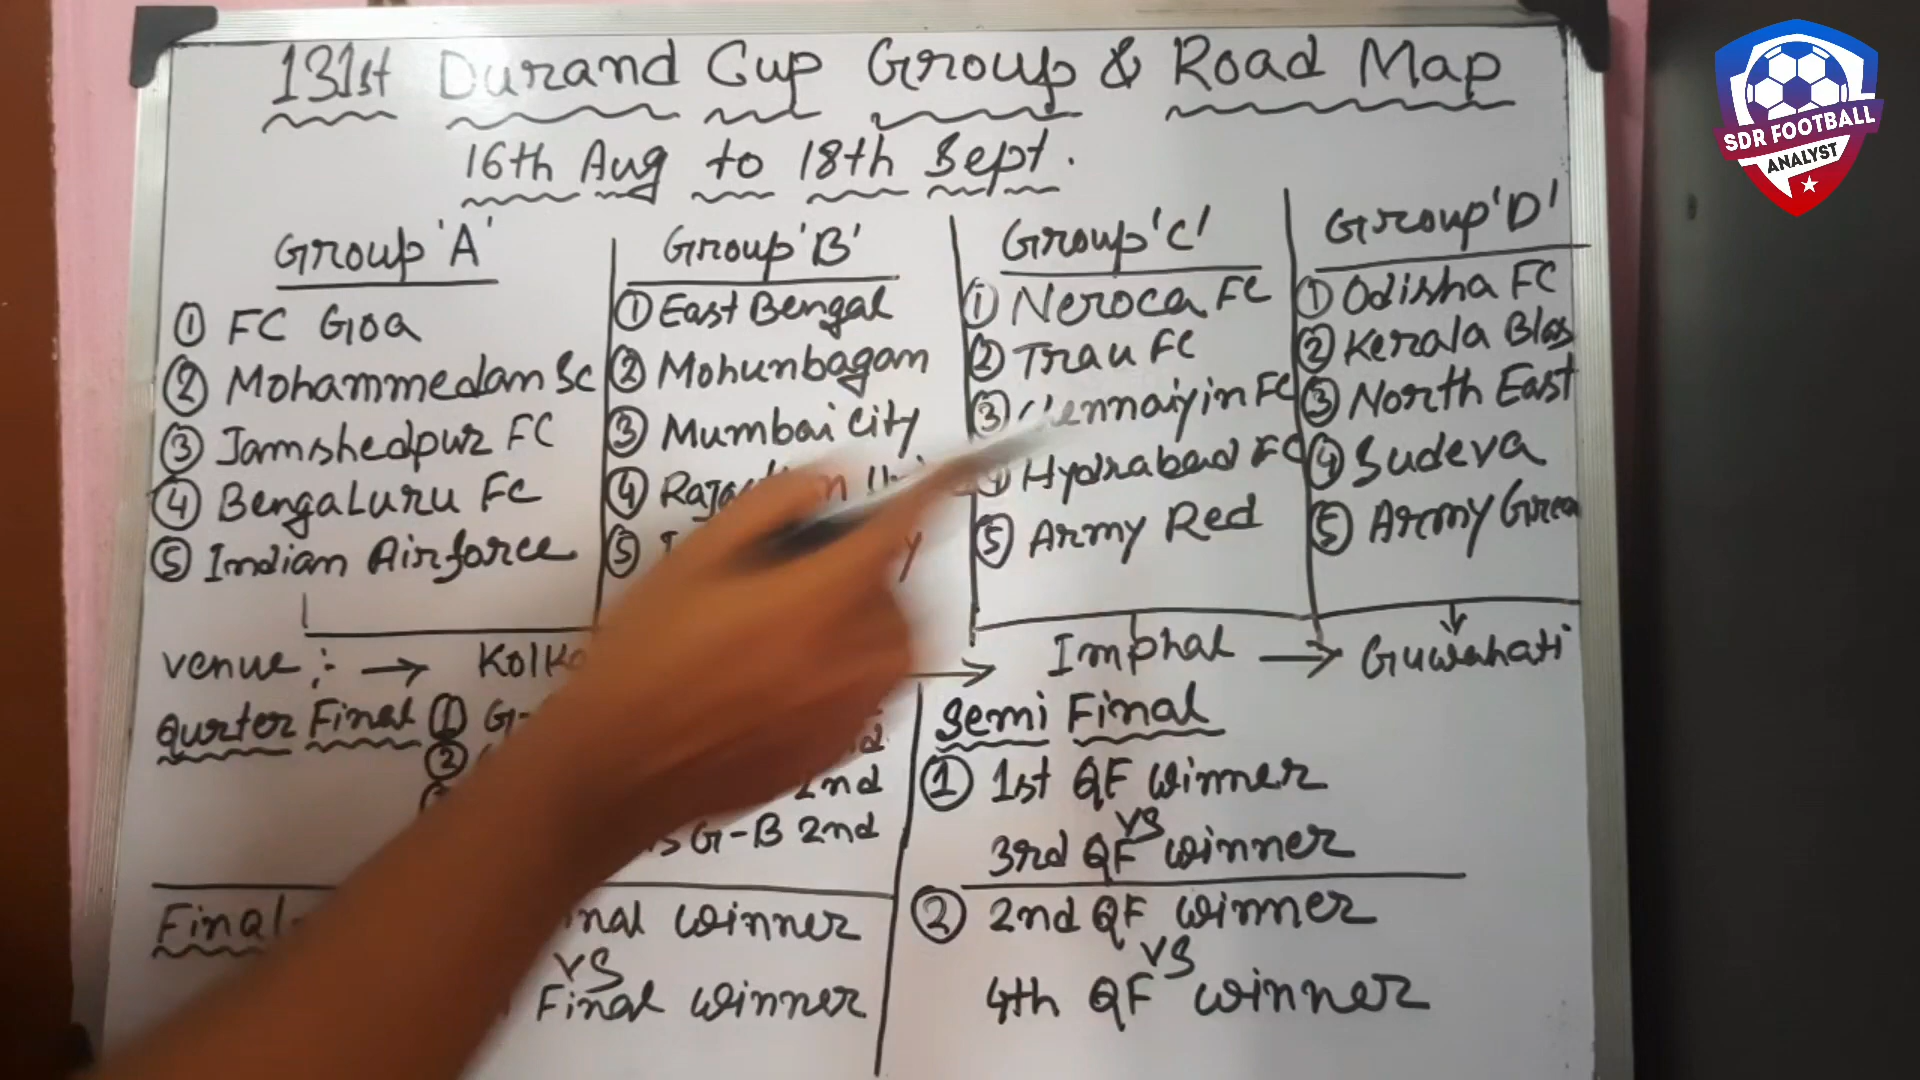 131st Durand Cup Group & Road Map
16th Aug to 18th Sept.
SDR FOOTBALL
ANALYST
Group 'A'
① FC Goa
② Mohammedam Sc
③ Jamshedpur FC
④ Bengaluru FC
⑤ Indian Airforce
Group 'B'
① East Bengal
② Mohunbagam
③ Mumbai City
④
⑤
Group 'C'
① Neroca FC
② Trau FC
③ Chennaiyin FC
④ Hydrabad FC
⑤ Army Red
Group 'D'
① Odisha FC
② Kerala Blas
③ North East
④ Sudeva
⑤ Army Green
venue :- → → Imphal → Guwahati
Qurter Final ①
②
2nd
G-B 2nd
Semi Final
① 1st QF winner
vs
3rd QF winner
② 2nd QF winner
vs
4th QF winner
Final winner
vs
Final winner